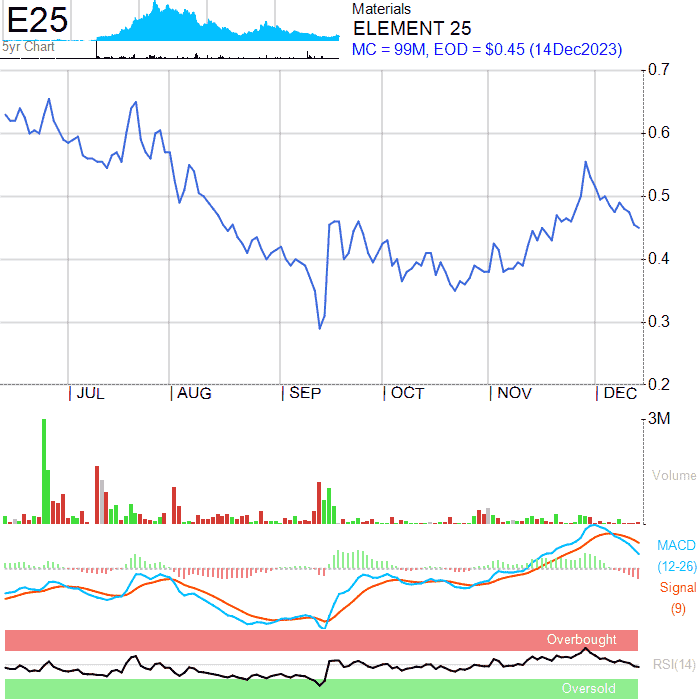 E25
5yr Chart
Materials
ELEMENT 25
MC = 99M, EOD = $0.45 (14Dec2023)
0.7
0.6
0.5
0.4
0.3
0.2
JUL AUG SEP OCT NOV DEC
3M
Volume
MACD
(12-26)
Signal
(9)
Overbought
RSI(14)
Oversold